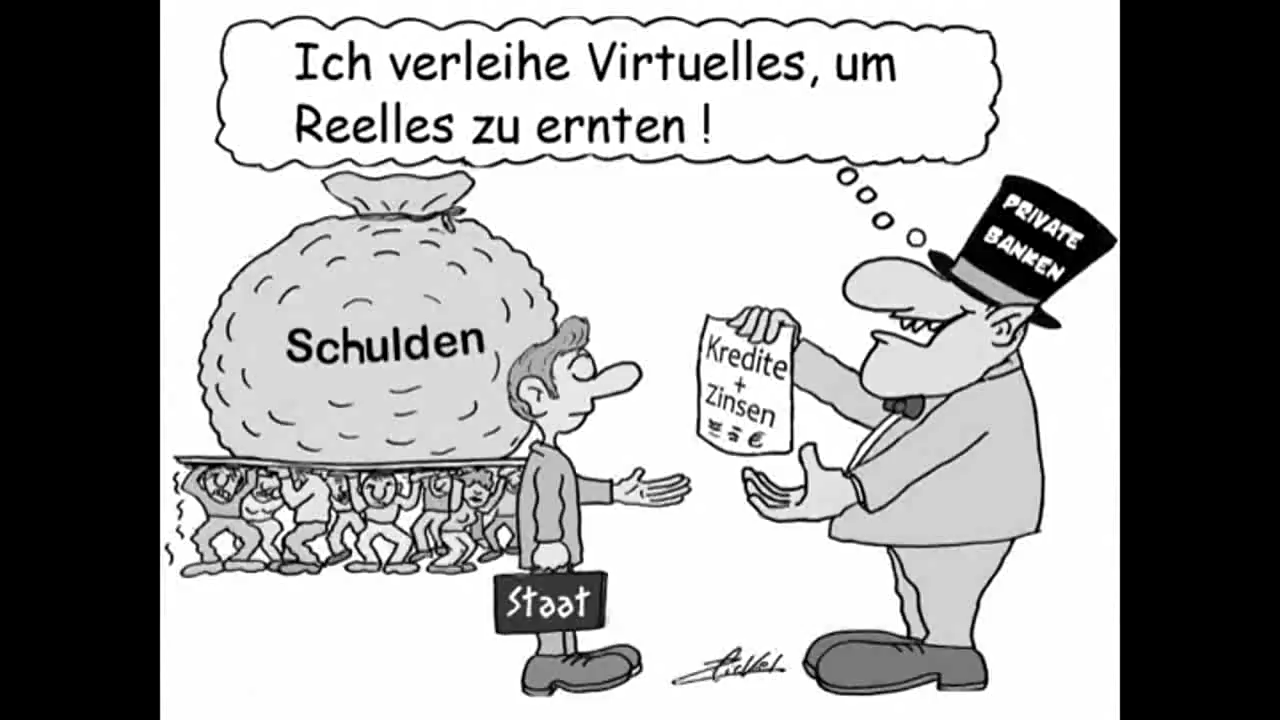 Ich verleihe Virtuelles, um
Reelles zu ernten !
PRIVATE
BANKEN
Schulden
Kredite
+
Zinsen
€
Staat